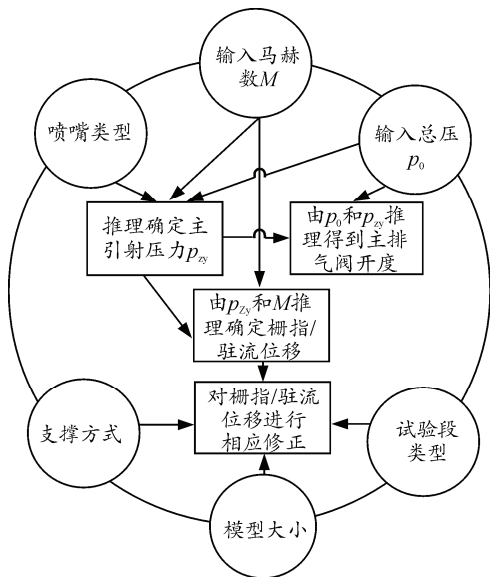 输入马赫
数M
喷嘴类型
输入总压
p₀
推理确定主
引射压力p_zy
由p₀和p_zy推
理得到主排
气阀开度
由p_Zy和M推
理确定栅指/
驻流位移
对栅指/驻流
位移进行
相应修正
支撑方式
试验段
类型
模型大小